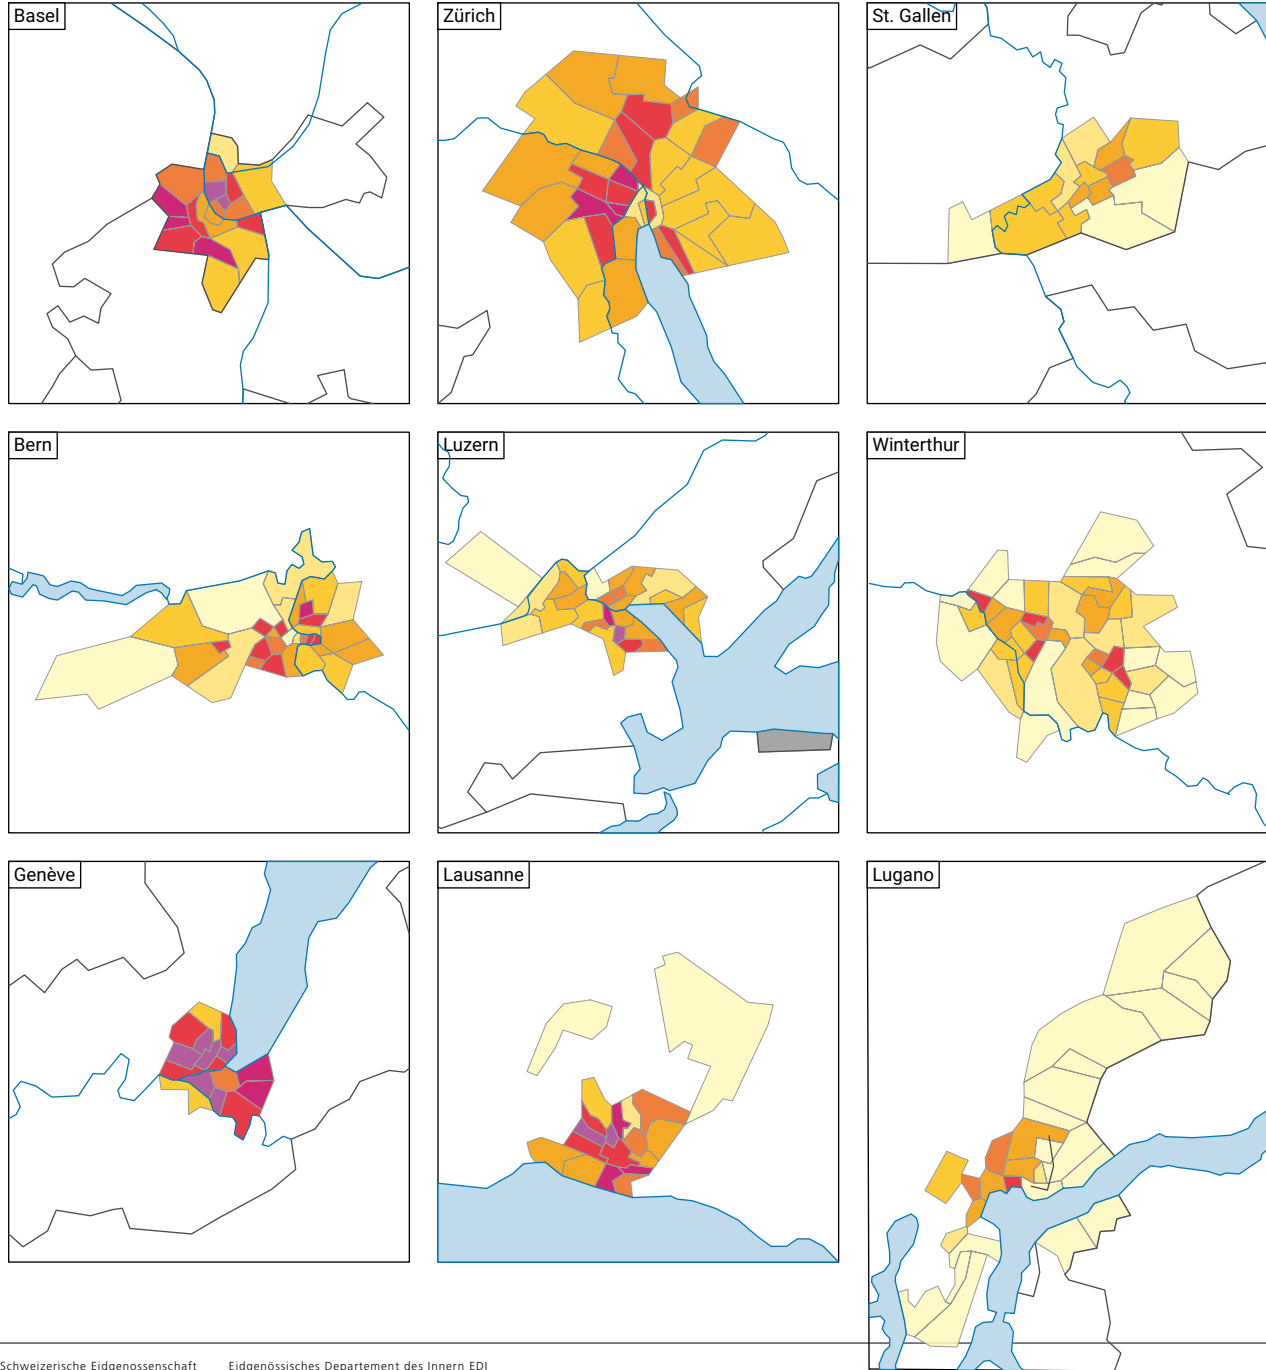 Basel
Zürich
St. Gallen
Bern
Luzern
Winterthur
Genève
Lausanne
Lugano
Schweizerische Eidgenossenschaft Eidgenössisches Departement des Innern EDI